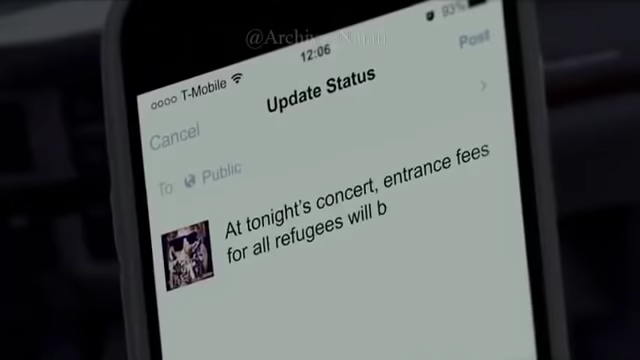 oooo T-Mobile 12:06 93%
Update Status
Cancel Post
To Public
At tonight's concert, entrance fees
for all refugees will b